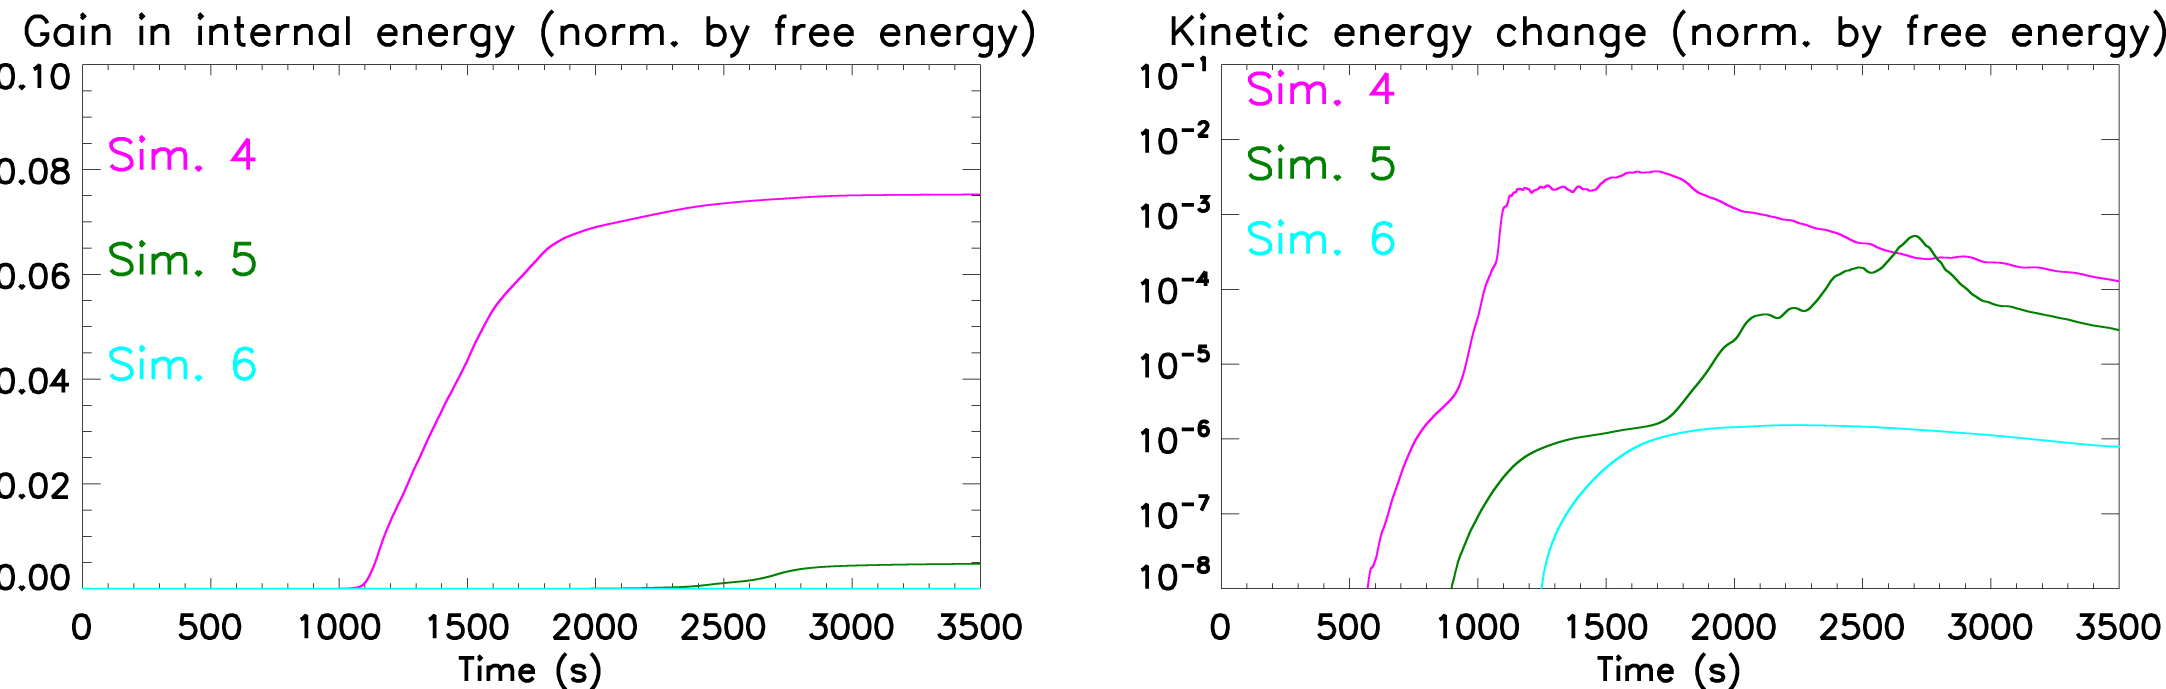 Gain in internal energy (norm. by free energy)
0.10
0.08
0.06
0.04
0.02
0.00
Sim. 4
Sim. 5
Sim. 6
0 500 1000 1500 2000 2500 3000 3500
Time (s)
Kinetic energy change (norm. by free energy)
10⁻¹
10⁻²
10⁻³
10⁻⁴
10⁻⁵
10⁻⁶
10⁻⁷
10⁻⁸
Sim. 4
Sim. 5
Sim. 6
0 500 1000 1500 2000 2500 3000 3500
Time (s)